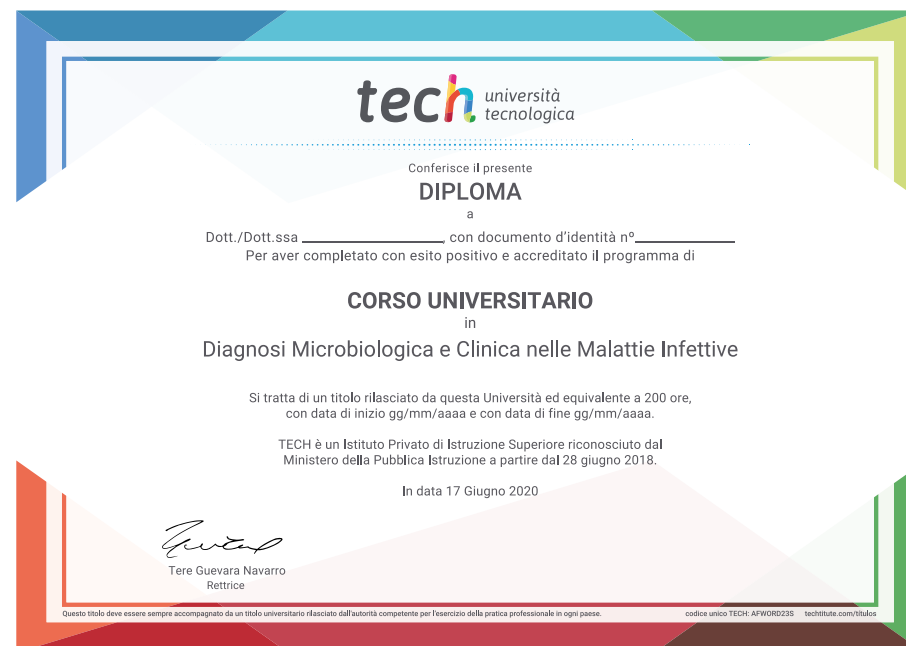 tech università
tecnologica
Conferisce il presente
DIPLOMA
a
Dott./Dott.ssa ____________________, con documento d'identità nº______________
Per aver completato con esito positivo e accreditato il programma di
CORSO UNIVERSITARIO
in
Diagnosi Microbiologica e Clinica nelle Malattie Infettive
Si tratta di un titolo rilasciato da questa Università ed equivalente a 200 ore,
con data di inizio gg/mm/aaaa e con data di fine gg/mm/aaaa.
TECH è un Istituto Privato di Istruzione Superiore riconosciuto dal
Ministero della Pubblica Istruzione a partire dal 28 giugno 2018.
In data 17 Giugno 2020
Tere Guevara Navarro
Rettrice
Questo titolo deve essere sempre accompagnato da un titolo universitario rilasciato dall'autorità competente per l'esercizio della pratica professionale in ogni paese. codice unico TECH: AFWORD23S techtitute.com/titulos